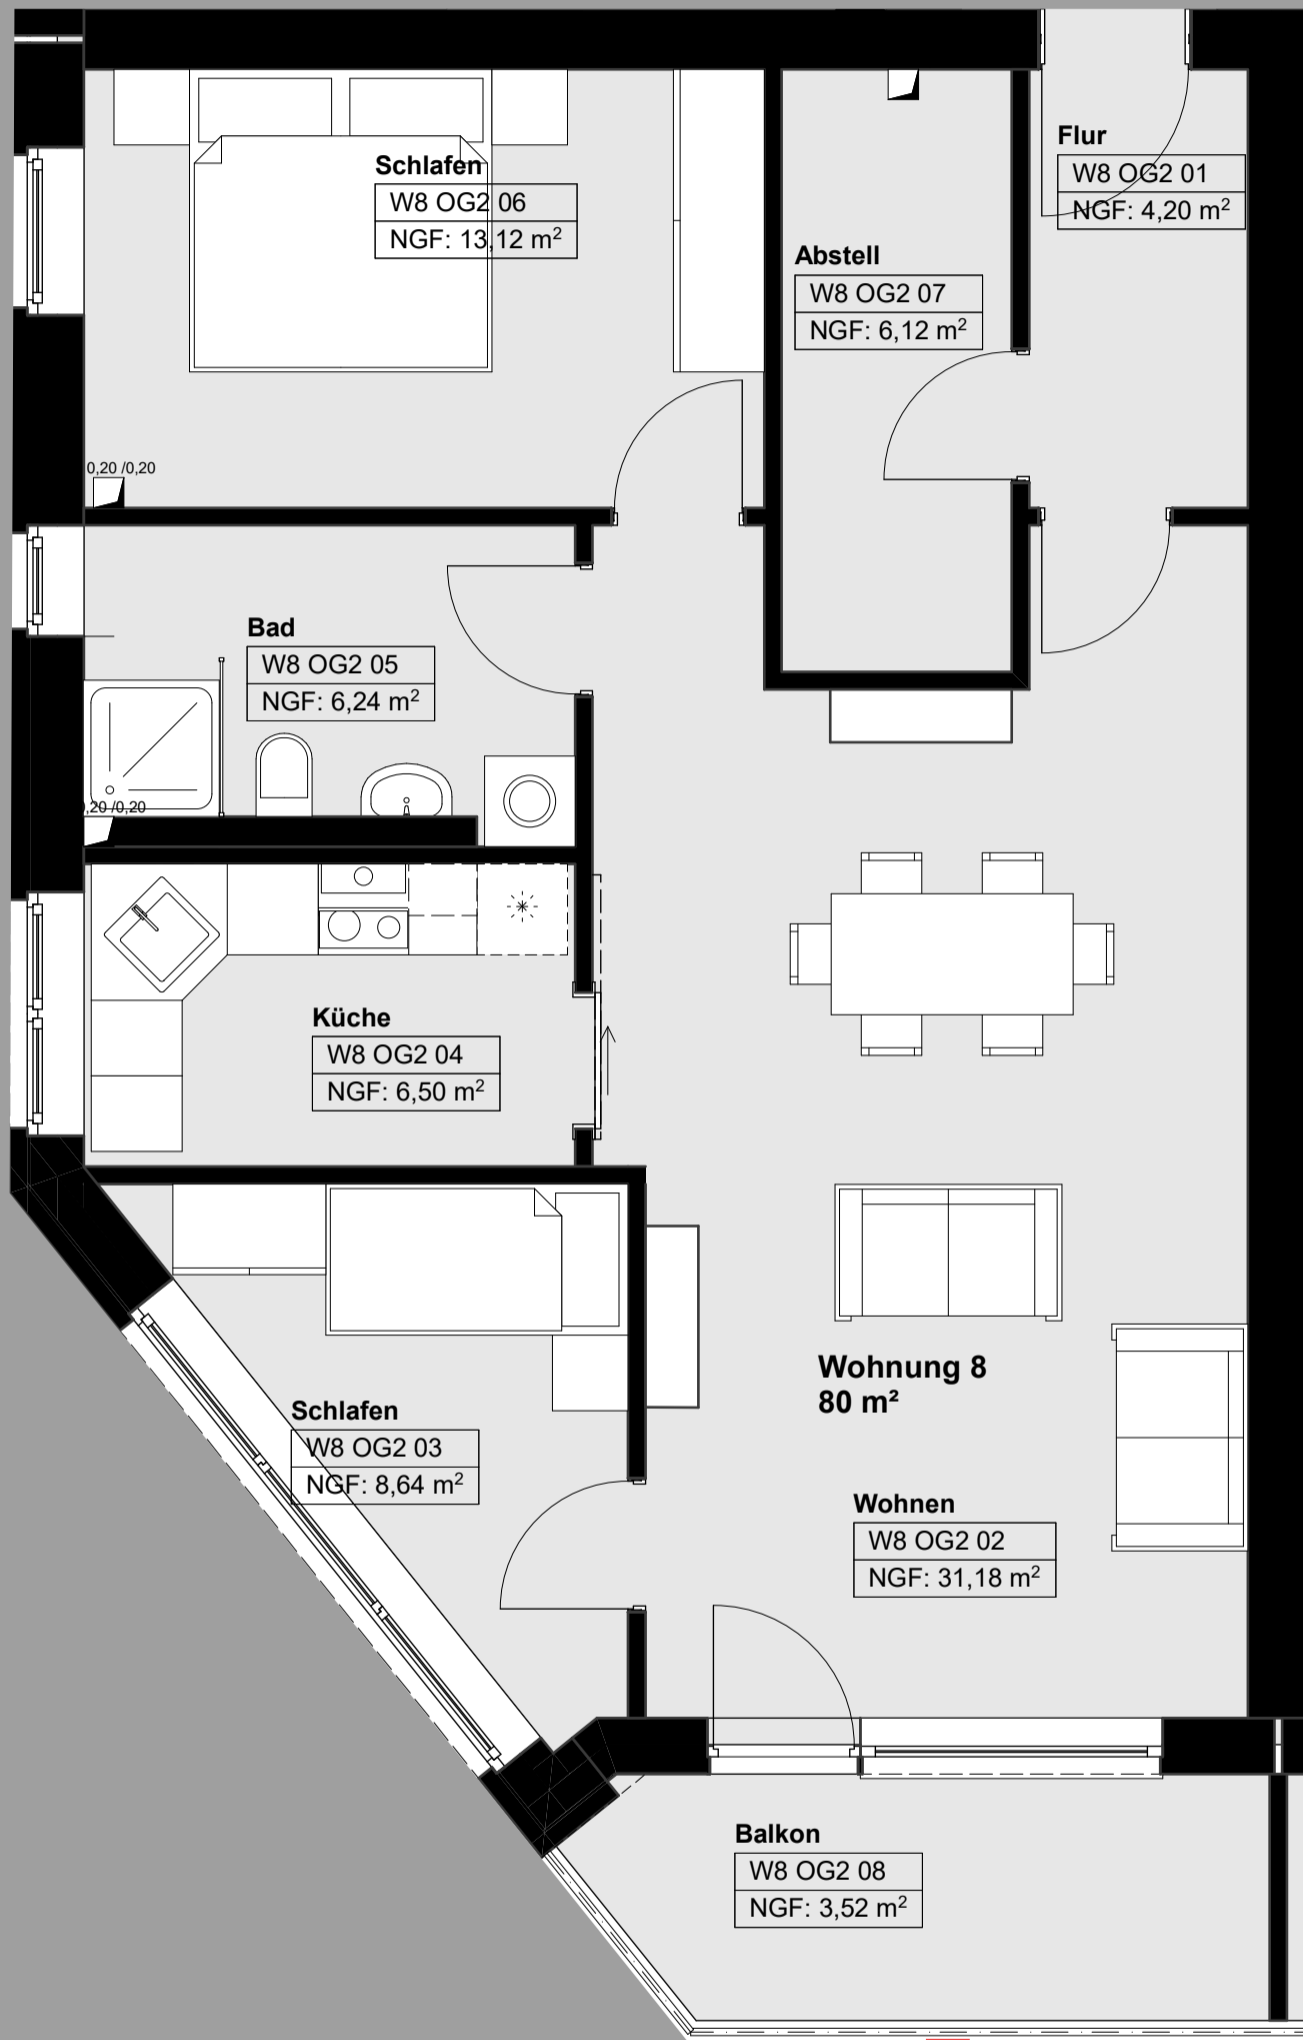 Flur
W8 OG2 01
NGF: 4,20 m²
Schlafen
W8 OG2 06
NGF: 13,12 m²
Abstell
W8 OG2 07
NGF: 6,12 m²
0,20 /0,20
Bad
W8 OG2 05
NGF: 6,24 m²
,20 /0,20
Küche
W8 OG2 04
NGF: 6,50 m²
Wohnung 8
80 m²
Schlafen
W8 OG2 03
NGF: 8,64 m²
Wohnen
W8 OG2 02
NGF: 31,18 m²
Balkon
W8 OG2 08
NGF: 3,52 m²